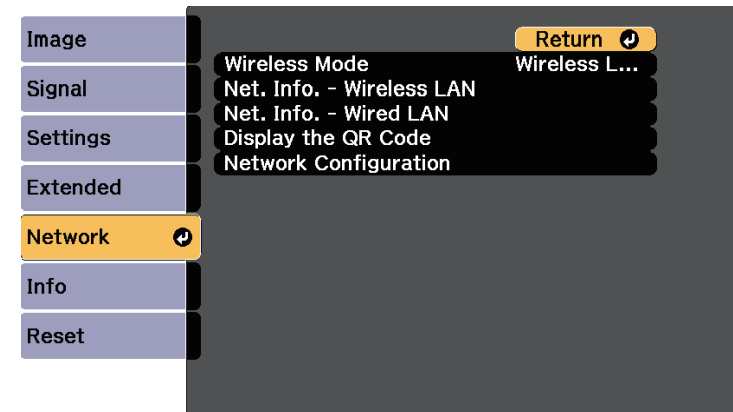 Image
Signal
Settings
Extended
Network
Info
Reset
Return
Wireless Mode Wireless L...
Net. Info. - Wireless LAN
Net. Info. - Wired LAN
Display the QR Code
Network Configuration